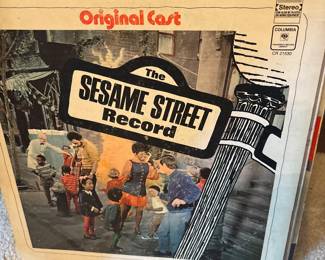 Original Cast
Stereo
COLUMBIA
CR 21530
The
SESAME STREET
Record